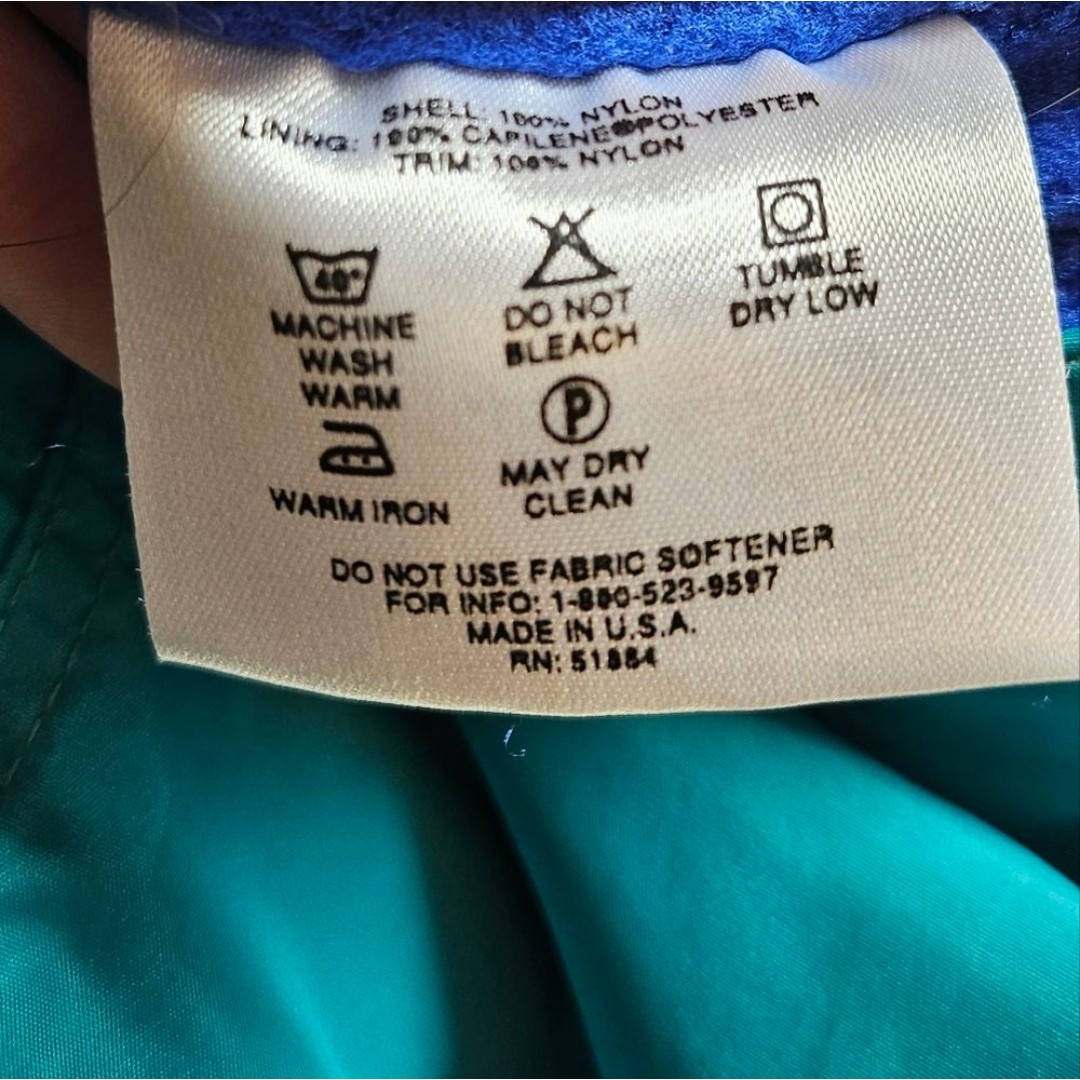 SHELL: 100% NYLON
LINING: 100% CAPILENE®POLYESTER
TRIM: 100% NYLON
40°
MACHINE
WASH
WARM
DO NOT
BLEACH
TUMBLE
DRY LOW
WARM IRON
P
MAY DRY
CLEAN
DO NOT USE FABRIC SOFTENER
FOR INFO: 1-800-523-9597
MADE IN U.S.A.
RN: 51884